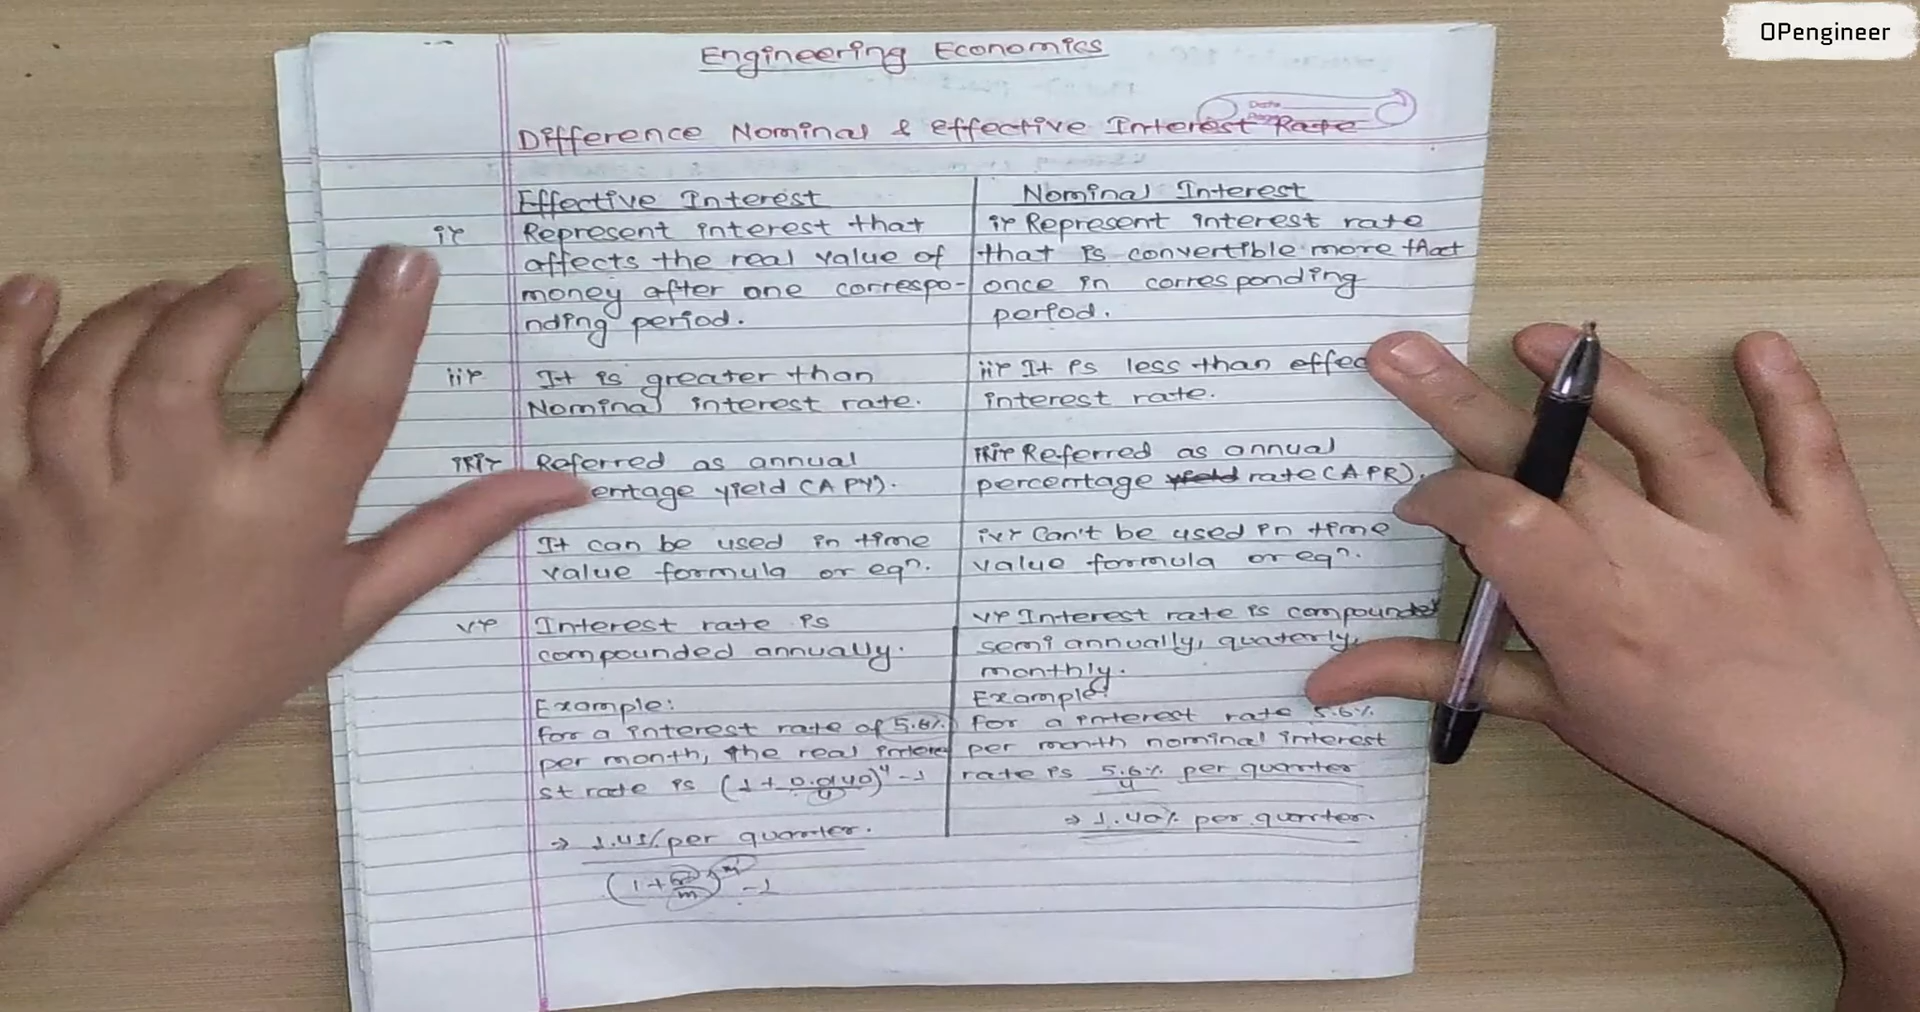 OPengineer
Engineering Economics
Difference Nominal & effective Interest Rate
Effective Interest
i> Represent interest that
affects the real value of
money after one correspo-
nding period.
ii> It is greater than
Nominal interest rate.
iii> Referred as annual
entage yield (APY).
It can be used in time
value formula or eqn.
v> Interest rate is
compounded annually.
Example:
for a interest rate of 5.6%
per month, the real intere
st rate is
→ 1.41% per quarter.
(1+r/m)^m -1
Nominal Interest
i> Represent interest rate
that is convertible more that
once in corresponding
period.
ii> It is less than effec
interest rate.
iii> Referred as annual
percentage yield rate (APR).
iv> Can't be used in time
value formula or eqn.
v> Interest rate is compounded
semi annually, quaterly,
monthly.
Example:
for a interest rate 5.6%
per month nominal interest
rate is 5.6%/4 per quarter
→ 1.40% per quarter.